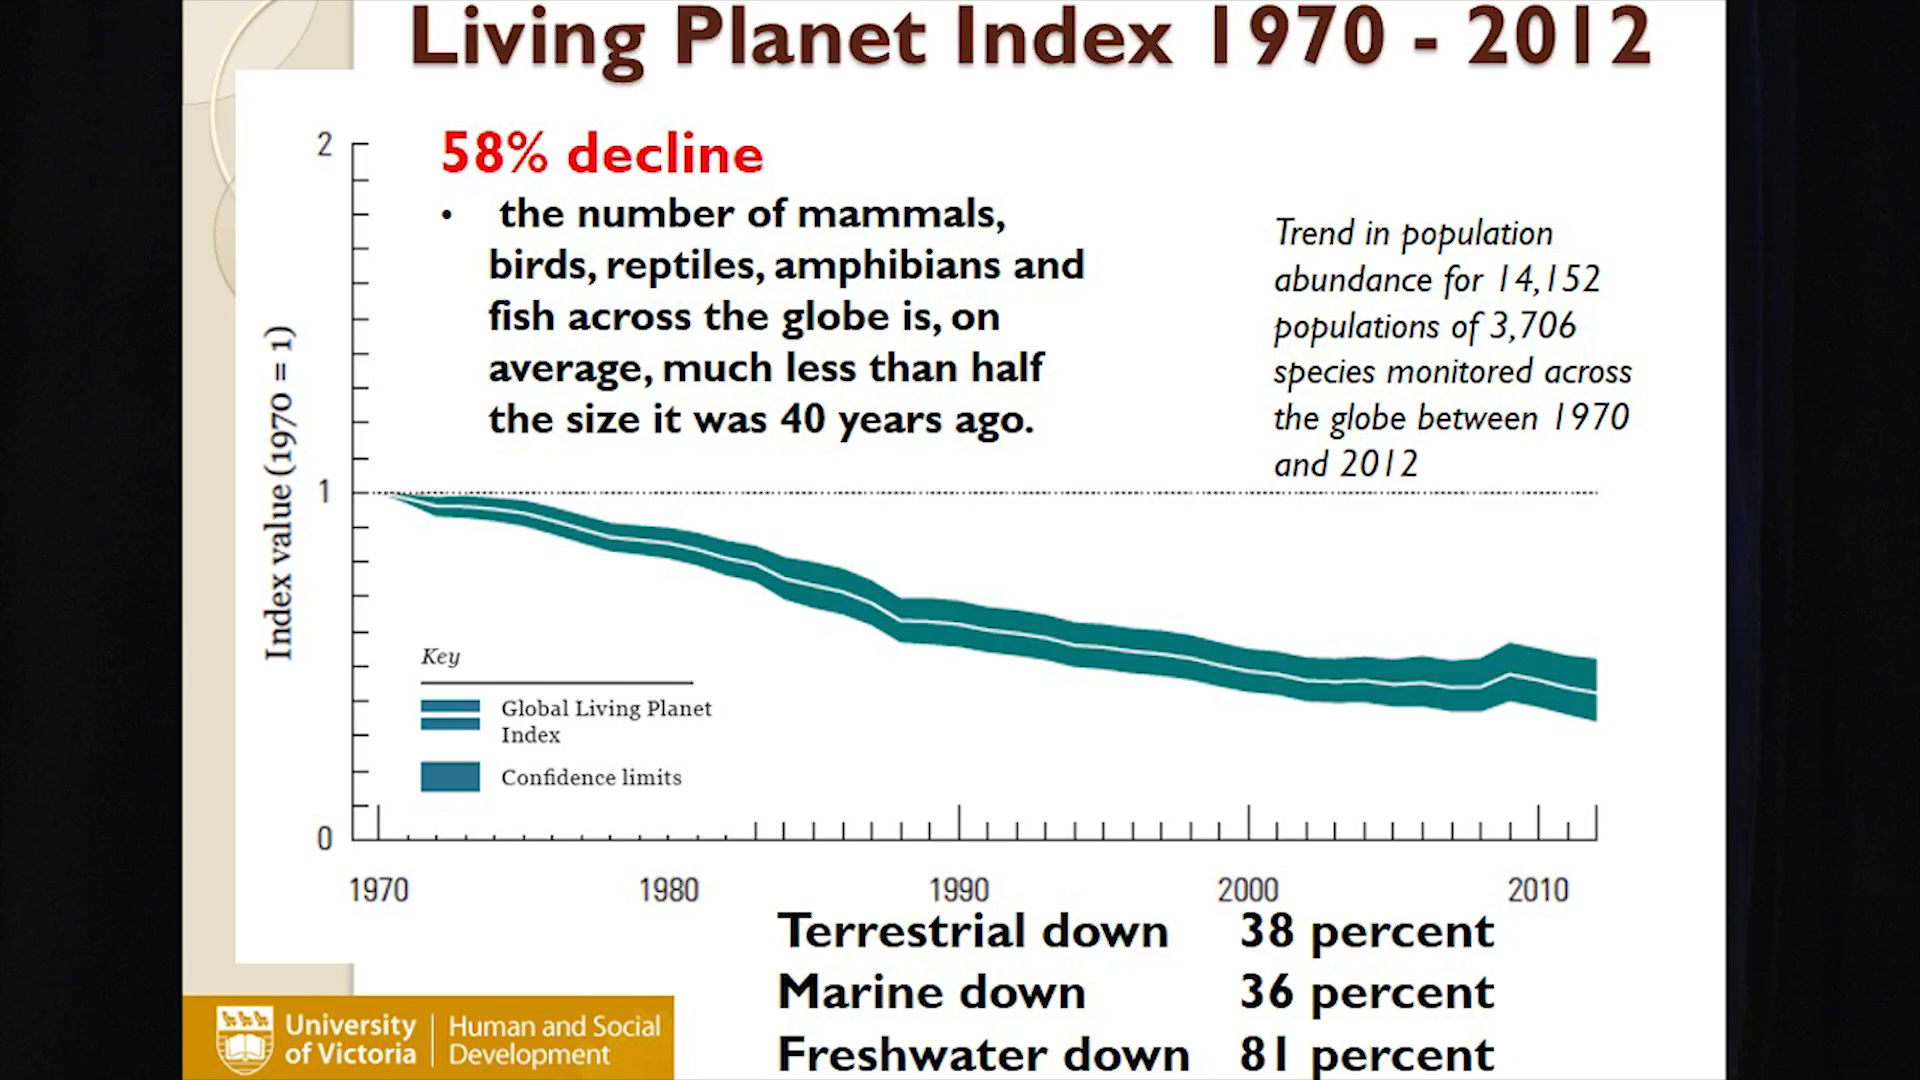 Living Planet Index 1970 - 2012
58% decline
• the number of mammals,
birds, reptiles, amphibians and
fish across the globe is, on
average, much less than half
the size it was 40 years ago.
Trend in population
abundance for 14,152
populations of 3,706
species monitored across
the globe between 1970
and 2012
Index value (1970 = 1)
2
1
0
Key
Global Living Planet
Index
Confidence limits
1970 1980 1990 2000 2010
Terrestrial down 38 percent
Marine down 36 percent
Freshwater down 81 percent
University
of Victoria
Human and Social
Development